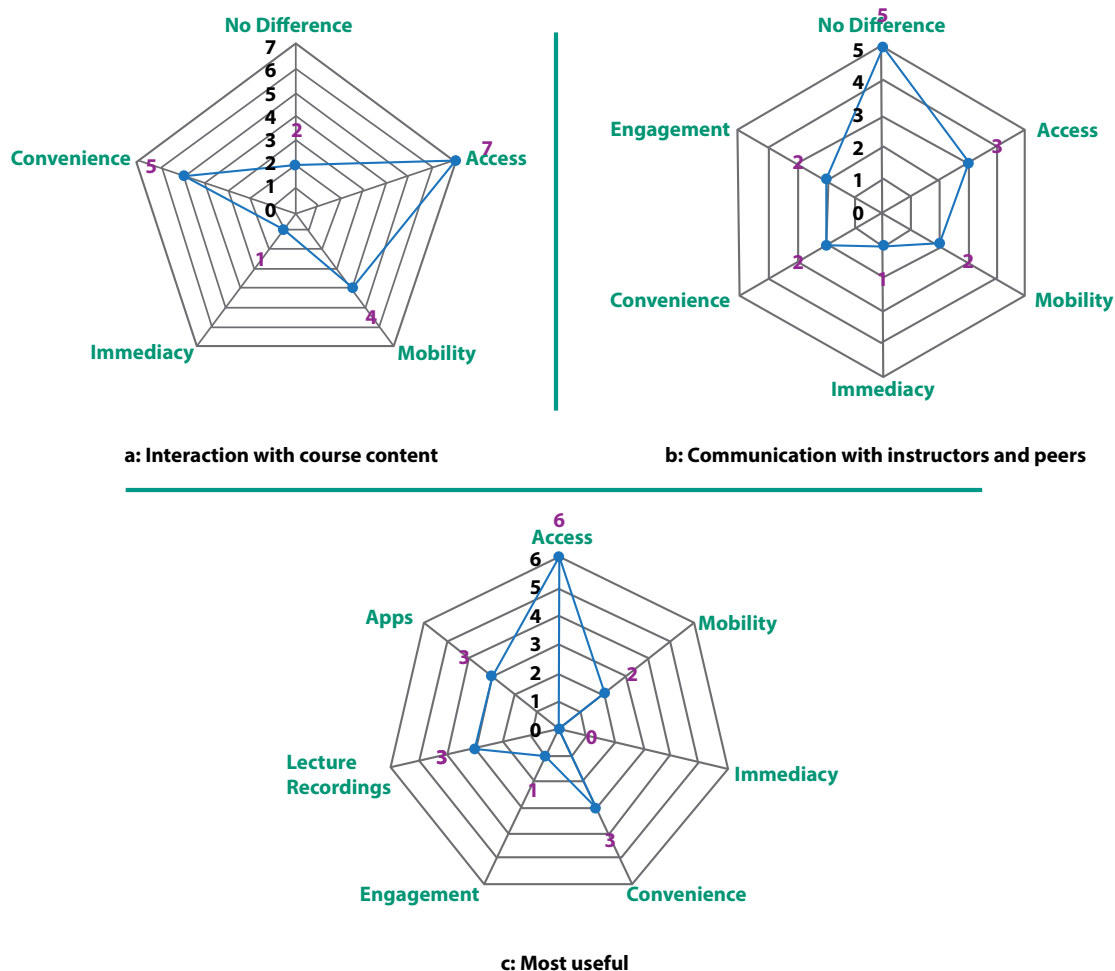 No Difference
7
6
5
4
3
2
1
0
2
Convenience
5
7
Access
1
4
Immediacy
Mobility
a: Interaction with course content
5
No Difference
5
4
3
2
1
0
Engagement
2
3
Access
2
Convenience
2
Mobility
1
Immediacy
b: Communication with instructors and peers
6
Access
6
5
4
3
2
1
0
Apps
3
Mobility
2
Lecture
Recordings
3
0
Immediacy
1
3
Engagement
Convenience
c: Most useful